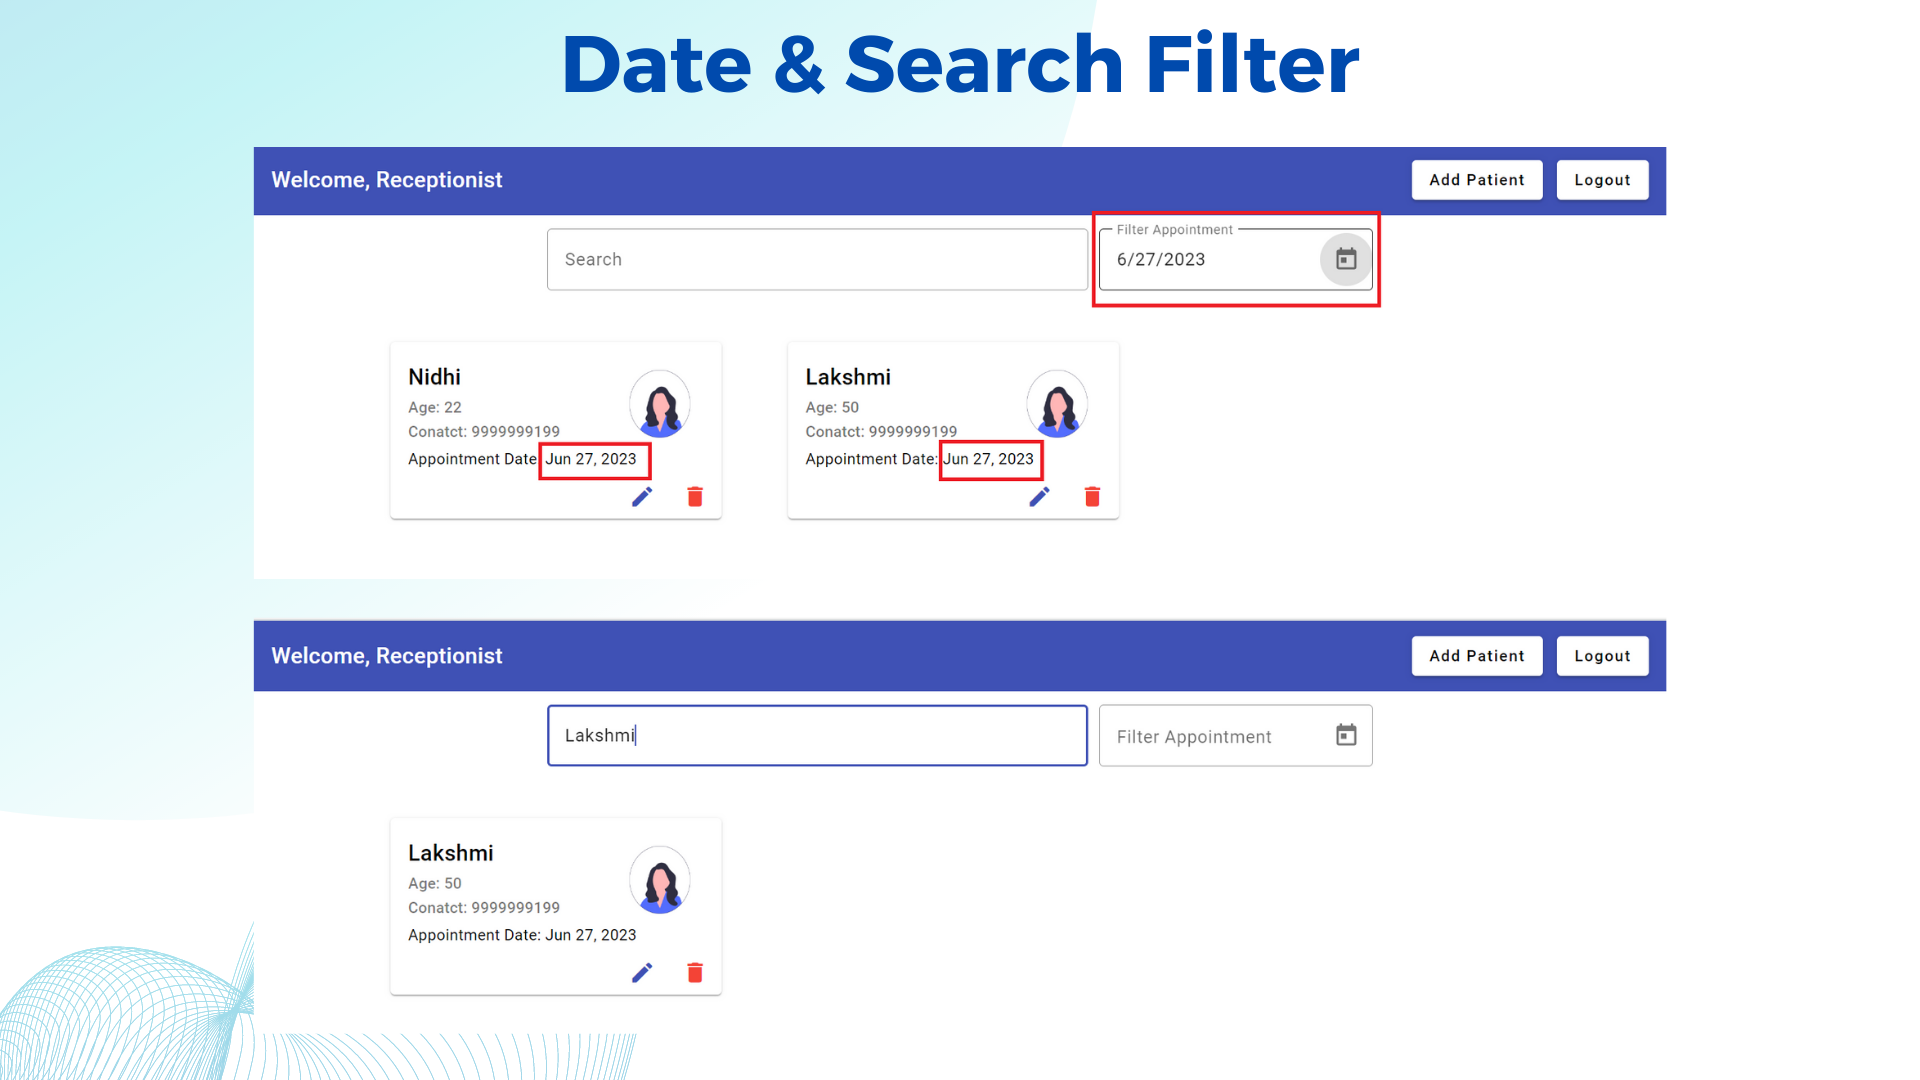 Date & Search Filter
Welcome, Receptionist
Add Patient
Logout
Search
Filter Appointment
6/27/2023
Nidhi
Age: 22
Conatct: 9999999199
Appointment Date Jun 27, 2023
Lakshmi
Age: 50
Conatct: 9999999199
Appointment Date: Jun 27, 2023
Welcome, Receptionist
Add Patient
Logout
Lakshmi
Filter Appointment
Lakshmi
Age: 50
Conatct: 9999999199
Appointment Date: Jun 27, 2023